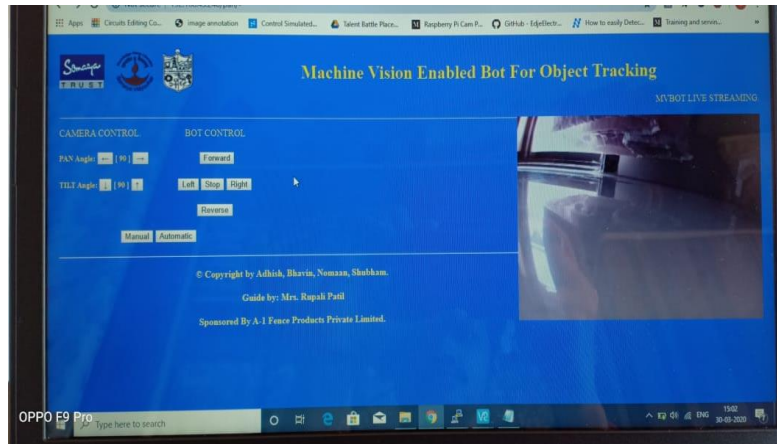 Apps Circuits Editing Co... image annotation Control Simulated... Talent Battle Place... Raspberry Pi Cam P... GitHub - EdjeElectr... How to easily Detec... Training and servin...
Somaiya
TRUST
Machine Vision Enabled Bot For Object Tracking
MVBOT LIVE STREAMING
CAMERA CONTROL BOT CONTROL
PAN Angle: ← [ 90 ] → Forward
TILT Angle: ↓ [ 90 ] ↑ Left Stop Right
Reverse
Manual Automatic
© Copyright by Adhish, Bhavin, Nomaan, Shubham.
Guide by: Mrs. Rupali Patil
Sponsored By A-1 Fence Products Private Limited.
OPPO F9 Pro
Type here to search
ENG 15:02
30-03-2020